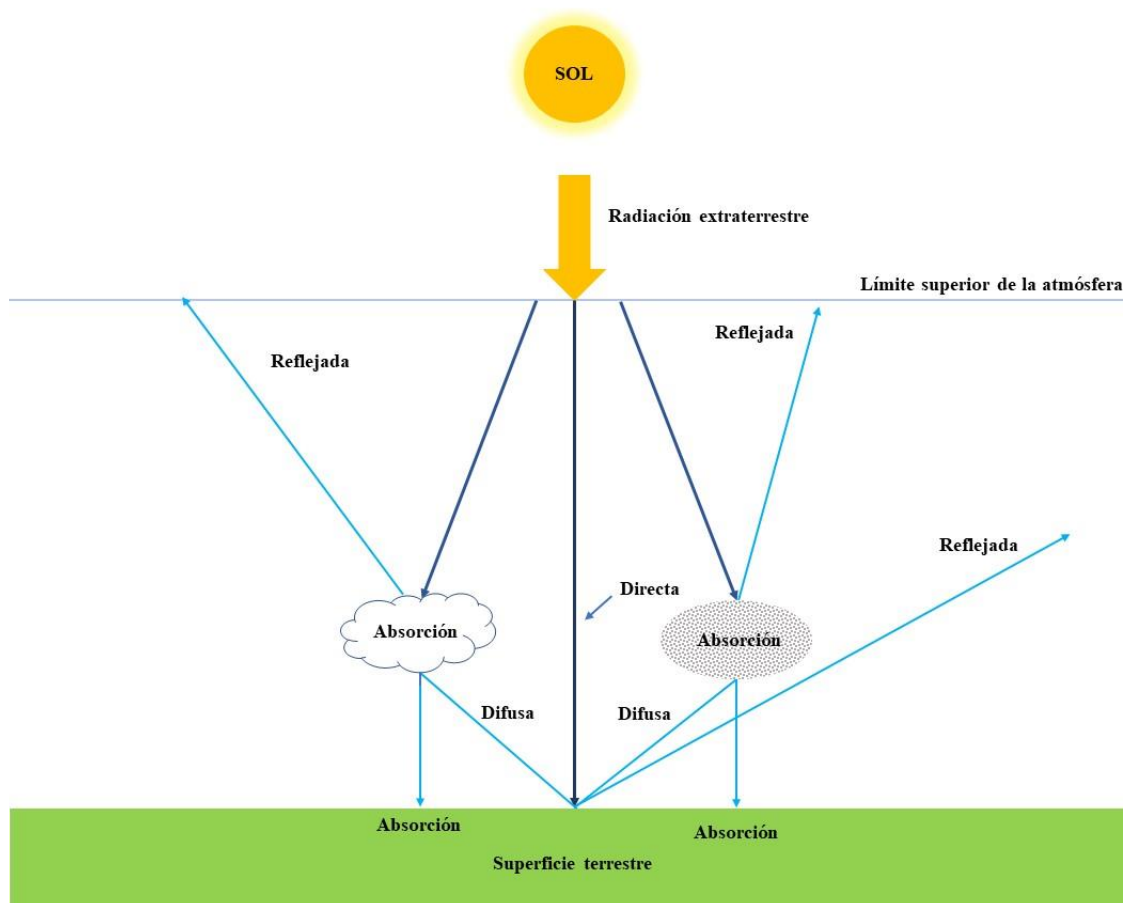 SOL
Radiación extraterrestre
Límite superior de la atmósfera
Reflejada
Reflejada
Reflejada
Directa
Absorción
Absorción
Difusa
Difusa
Absorción
Absorción
Superficie terrestre